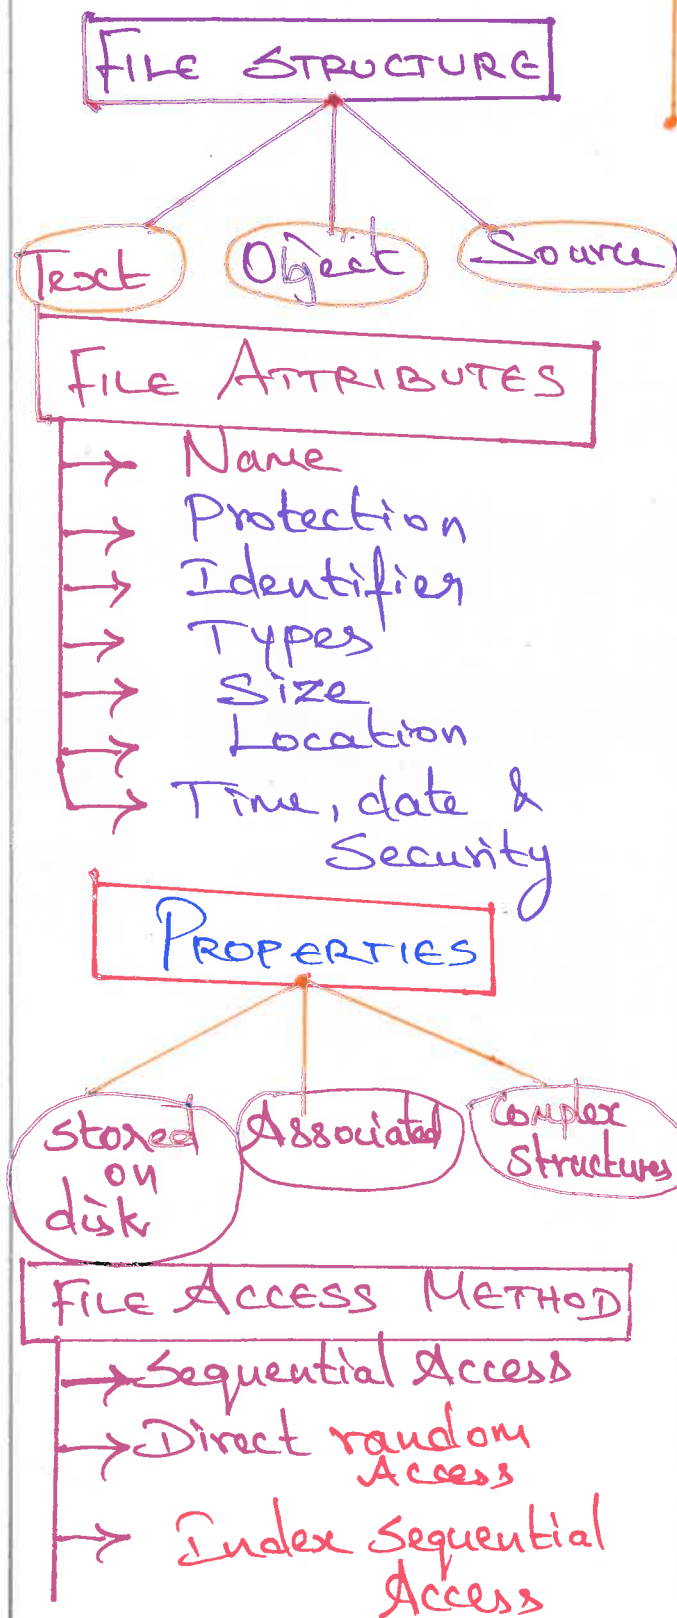 FILE STRUCTURE
Text Object Source
FILE ATTRIBUTES
Name
Protection
Identifier
Types
Size
Location
Time, date &
Security
PROPERTIES
stored
on
disk
Associated
Complex
Structures
FILE ACCESS METHOD
Sequential Access
Direct random
Access
Index Sequential
Access